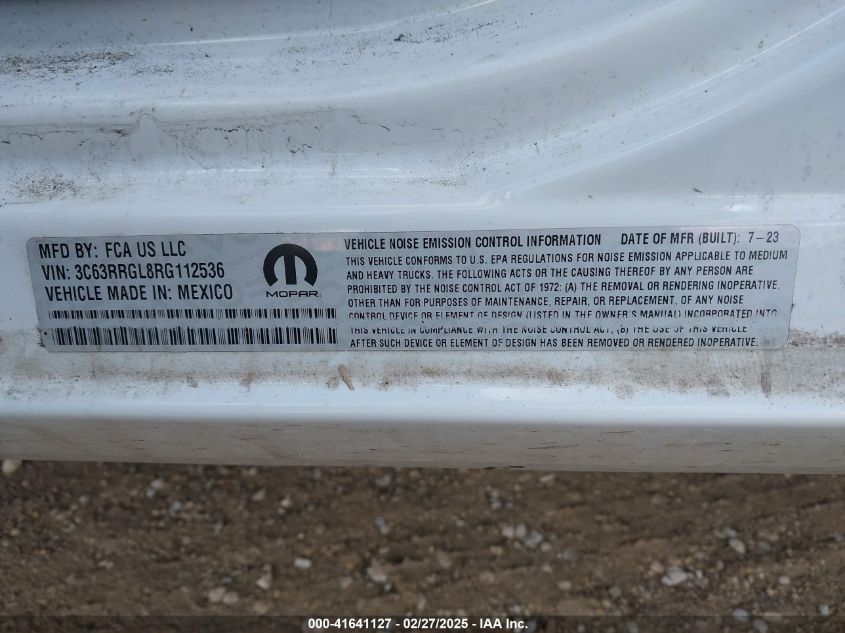 MFD BY: FCA US LLC
VIN: 3C63RRGL8RG112536
VEHICLE MADE IN: MEXICO
MOPAR
VEHICLE NOISE EMISSION CONTROL INFORMATION DATE OF MFR (BUILT): 7-23
THIS VEHICLE CONFORMS TO U.S. EPA REGULATIONS FOR NOISE EMISSION APPLICABLE TO MEDIUM
AND HEAVY TRUCKS. THE FOLLOWING ACTS OR THE CAUSING THEREOF BY ANY PERSON ARE
PROHIBITED BY THE NOISE CONTROL ACT OF 1972: (A) THE REMOVAL OR RENDERING INOPERATIVE,
OTHER THAN FOR PURPOSES OF MAINTENANCE, REPAIR, OR REPLACEMENT, OF ANY NOISE
CONTROL DEVICE OR ELEMENT OF DESIGN (LISTED IN THE OWNER'S MANUAL) INCORPORATED INTO
THIS VEHICLE IN COMPLIANCE WITH THE NOISE CONTROL ACT, (B) THE USE OF THIS VEHICLE
AFTER SUCH DEVICE OR ELEMENT OF DESIGN HAS BEEN REMOVED OR RENDERED INOPERATIVE.
000-41641127 - 02/27/2025 - IAA Inc.